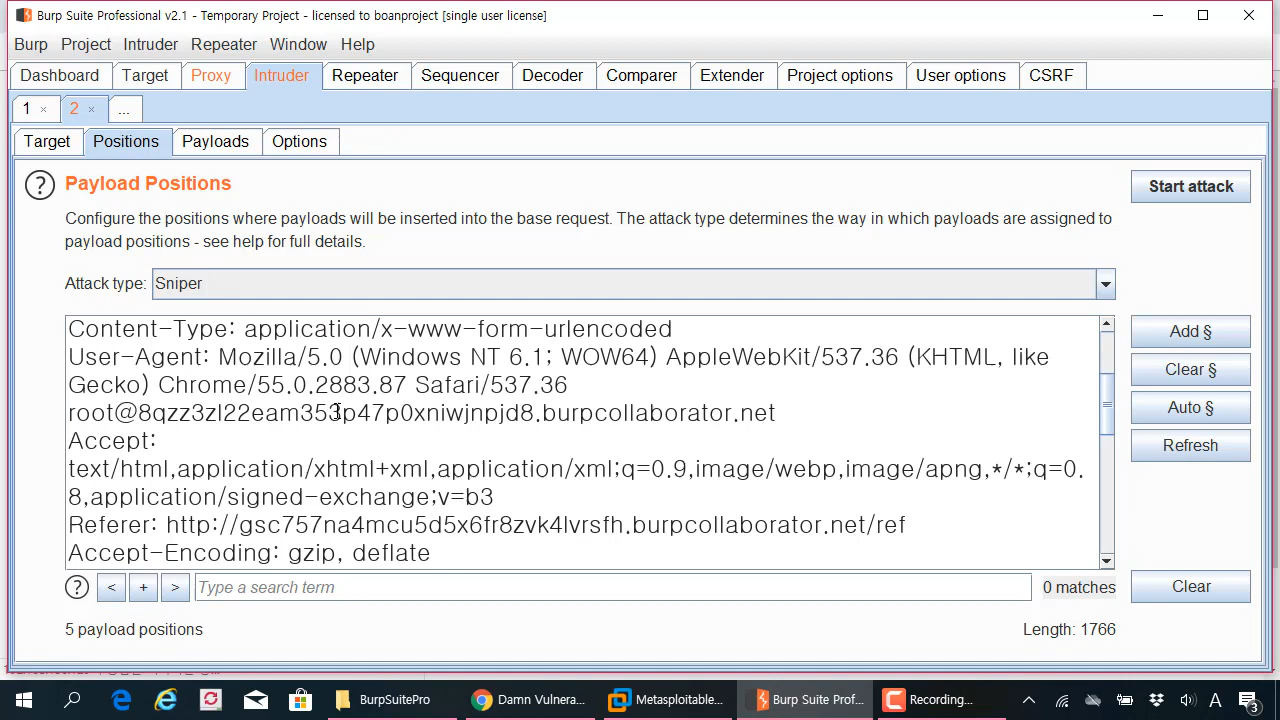 Burp Suite Professional v2.1 - Temporary Project - licensed to boanproject [single user license]
Burp Project Intruder Repeater Window Help
Dashboard Target Proxy Intruder Repeater Sequencer Decoder Comparer Extender Project options User options CSRF
1 × 2 × ...
Target Positions Payloads Options
? Payload Positions
Start attack
Configure the positions where payloads will be inserted into the base request. The attack type determines the way in which payloads are assigned to
payload positions - see help for full details.
Attack type: Sniper
Content-Type: application/x-www-form-urlencoded
User-Agent: Mozilla/5.0 (Windows NT 6.1; WOW64) AppleWebKit/537.36 (KHTML, like
Gecko) Chrome/55.0.2883.87 Safari/537.36
root@8qzz3zl22eam353p47p0xniwjnpjd8.burpcollaborator.net
Accept:
text/html,application/xhtml+xml,application/xml;q=0.9,image/webp,image/apng,*/*;q=0.
8,application/signed-exchange;v=b3
Referer: http://gsc757na4mcu5d5x6fr8zvk4lvrsfh.burpcollaborator.net/ref
Accept-Encoding: gzip, deflate
Add §
Clear §
Auto §
Refresh
? < + > Type a search term 0 matches Clear
5 payload positions Length: 1766
BurpSuitePro Damn Vulnera... Metasploitable... Burp Suite Prof... Recording... A 3